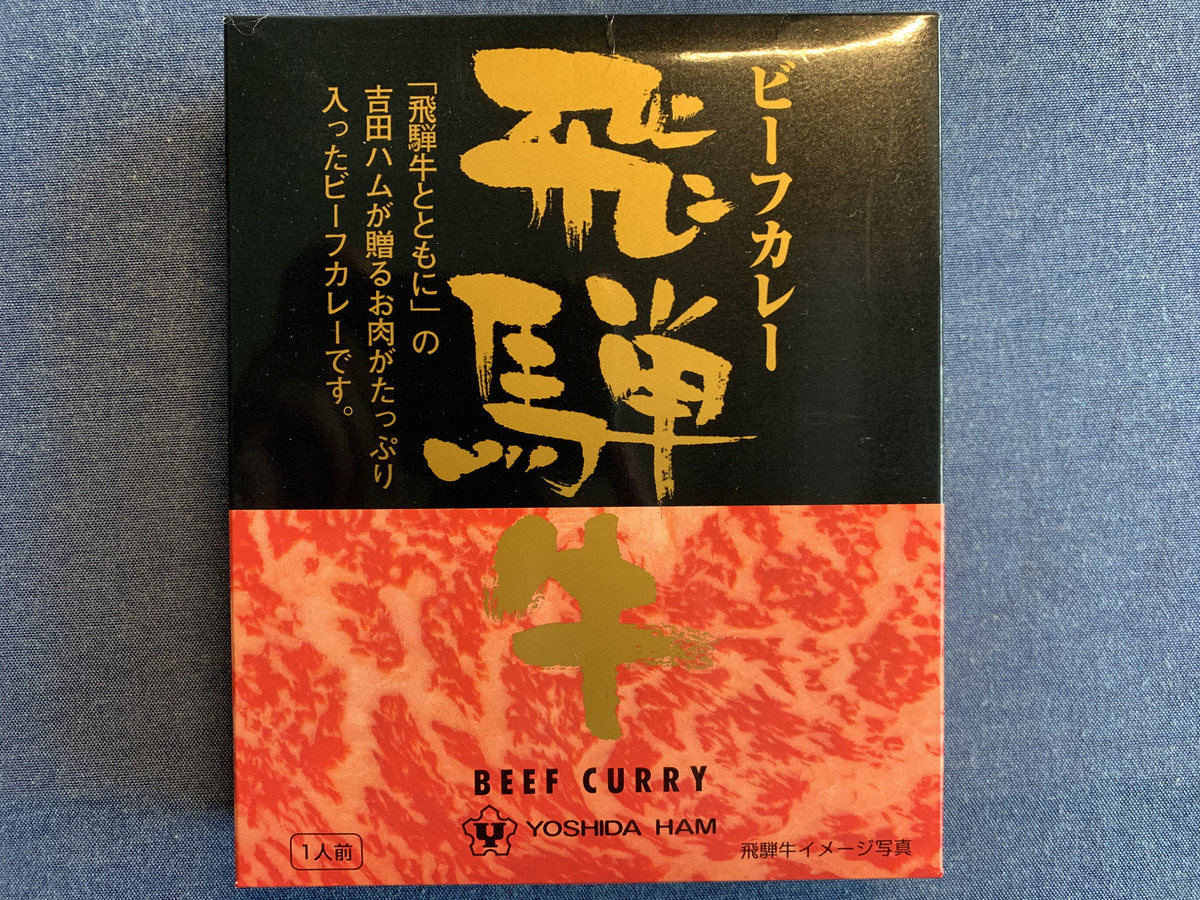 ビーフカレー
飛騨牛
「飛騨牛とともに」の
吉田ハムが贈るお肉がたっぷり
入ったビーフカレーです。
BEEF CURRY
Y YOSHIDA HAM
1人前
飛騨牛イメージ写真